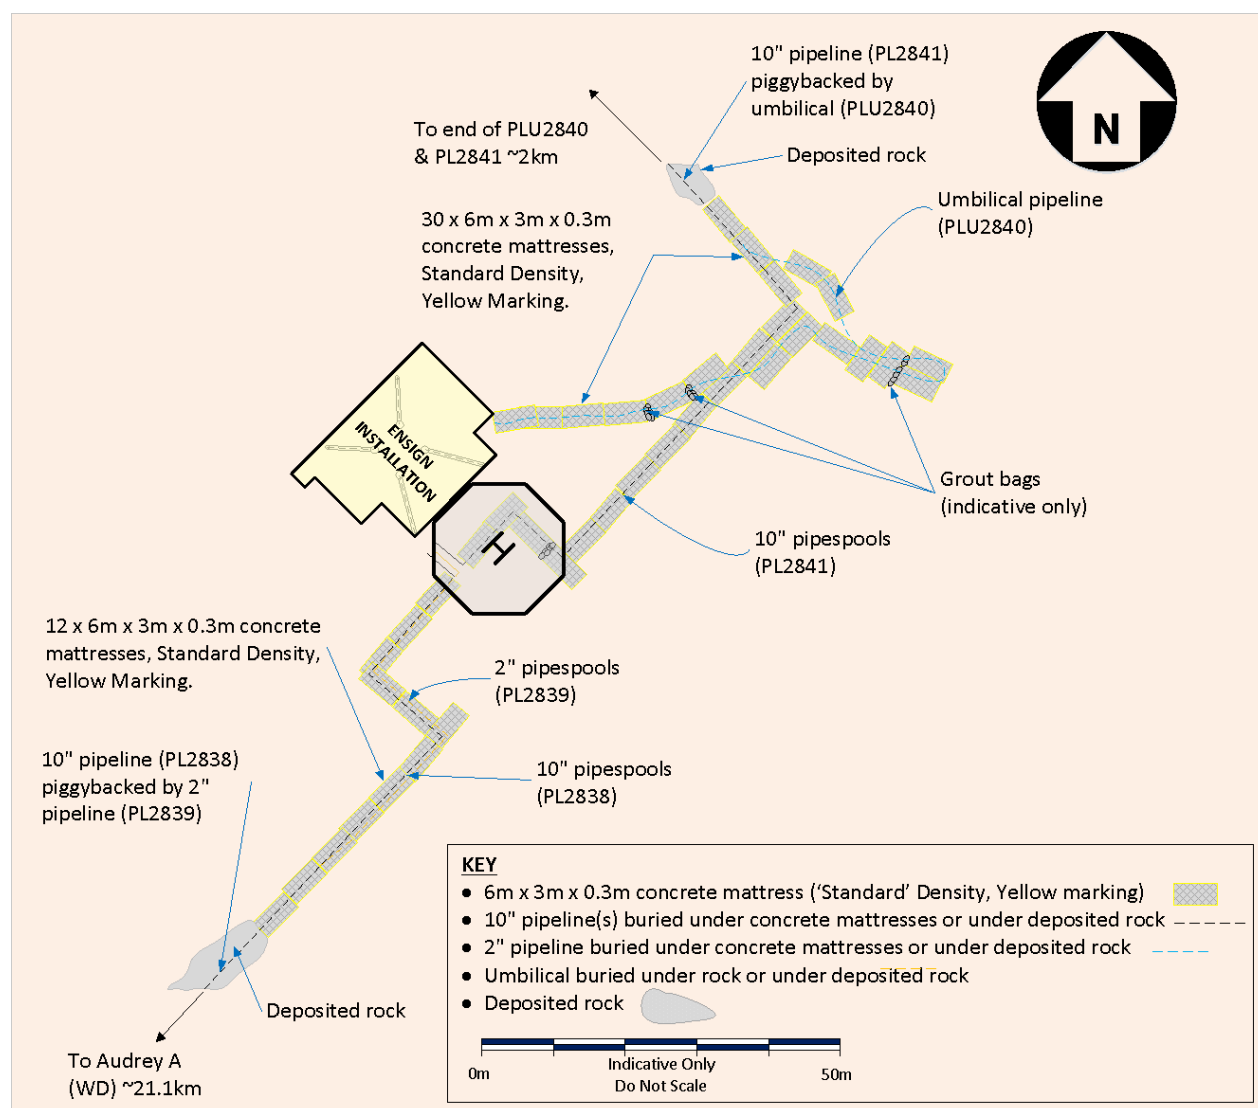 10" pipeline (PL2841)
piggybacked by
umbilical (PLU2840)
N
To end of PLU2840
& PL2841 ~2km
Deposited rock
Umbilical pipeline
(PLU2840)
30 x 6m x 3m x 0.3m
concrete mattresses,
Standard Density,
Yellow Marking.
ENSIGN
INSTALLATION
Grout bags
(indicative only)
10" pipespools
(PL2841)
H
12 x 6m x 3m x 0.3m concrete
mattresses, Standard Density,
Yellow Marking.
2" pipespools
(PL2839)
10" pipeline (PL2838)
piggybacked by 2"
pipeline (PL2839)
10" pipespools
(PL2838)
Deposited rock
To Audrey A
(WD) ~21.1km
KEY
• 6m x 3m x 0.3m concrete mattress (‘Standard’ Density, Yellow marking)
• 10" pipeline(s) buried under concrete mattresses or under deposited rock
• 2" pipeline buried under concrete mattresses or under deposited rock
• Umbilical buried under rock or under deposited rock
• Deposited rock
0m
Indicative Only
Do Not Scale
50m